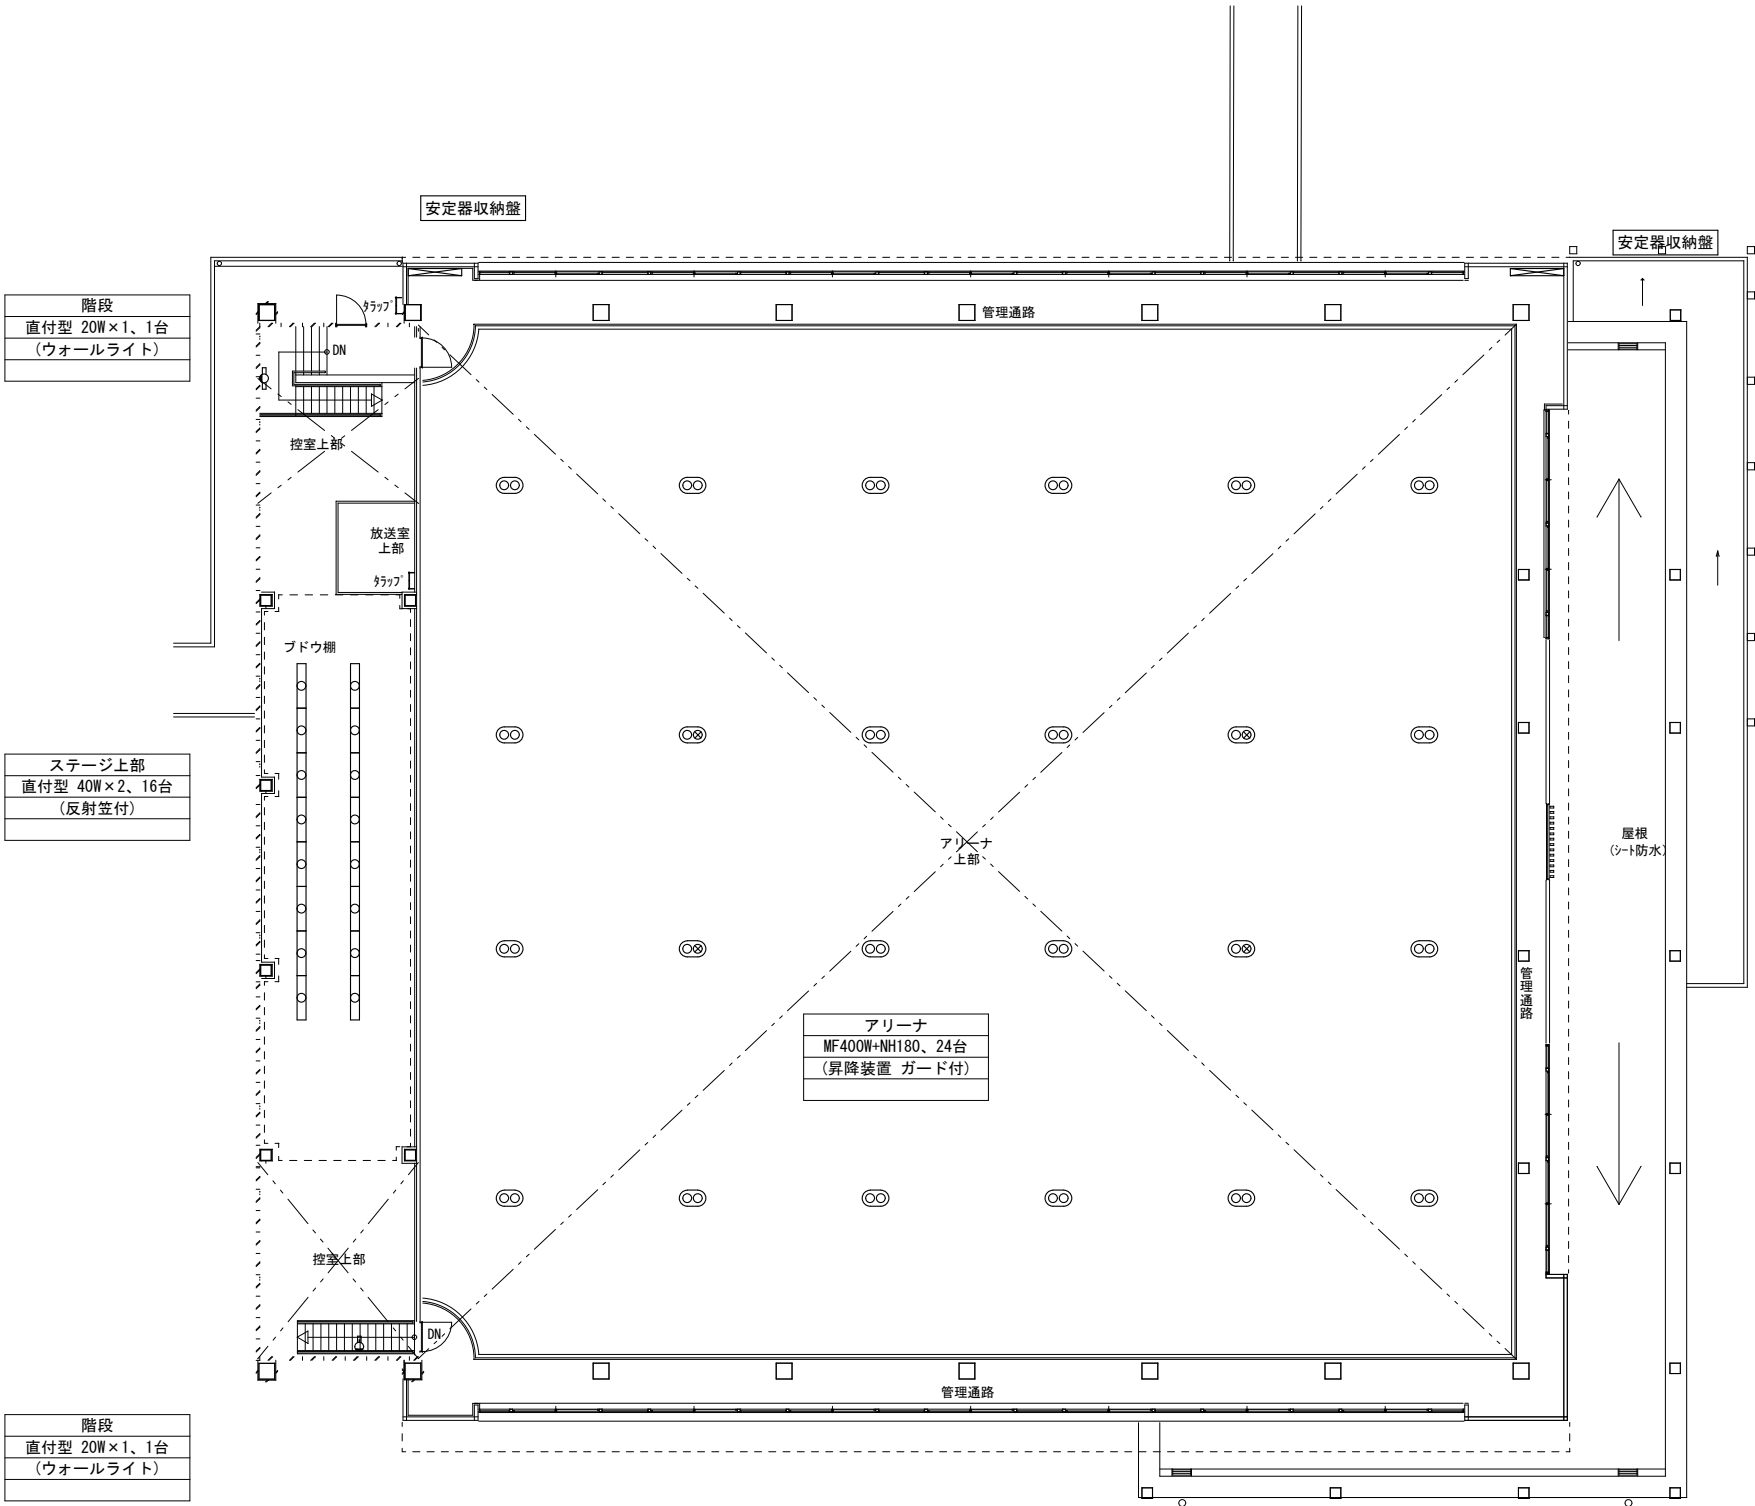 安定器収納盤
安定器収納盤
階段
直付型 20W×1、1台
(ウォールライト)
タラップ
管理通路
DN
控室上部
放送室
上部
タラップ
ブドウ棚
ステージ上部
直付型 40W×2、16台
(反射笠付)
アリーナ
上部
屋根
(シート防水)
管理通路
アリーナ
MF400W+NH180、24台
(昇降装置 ガード付)
控室上部
DN
管理通路
階段
直付型 20W×1、1台
(ウォールライト)